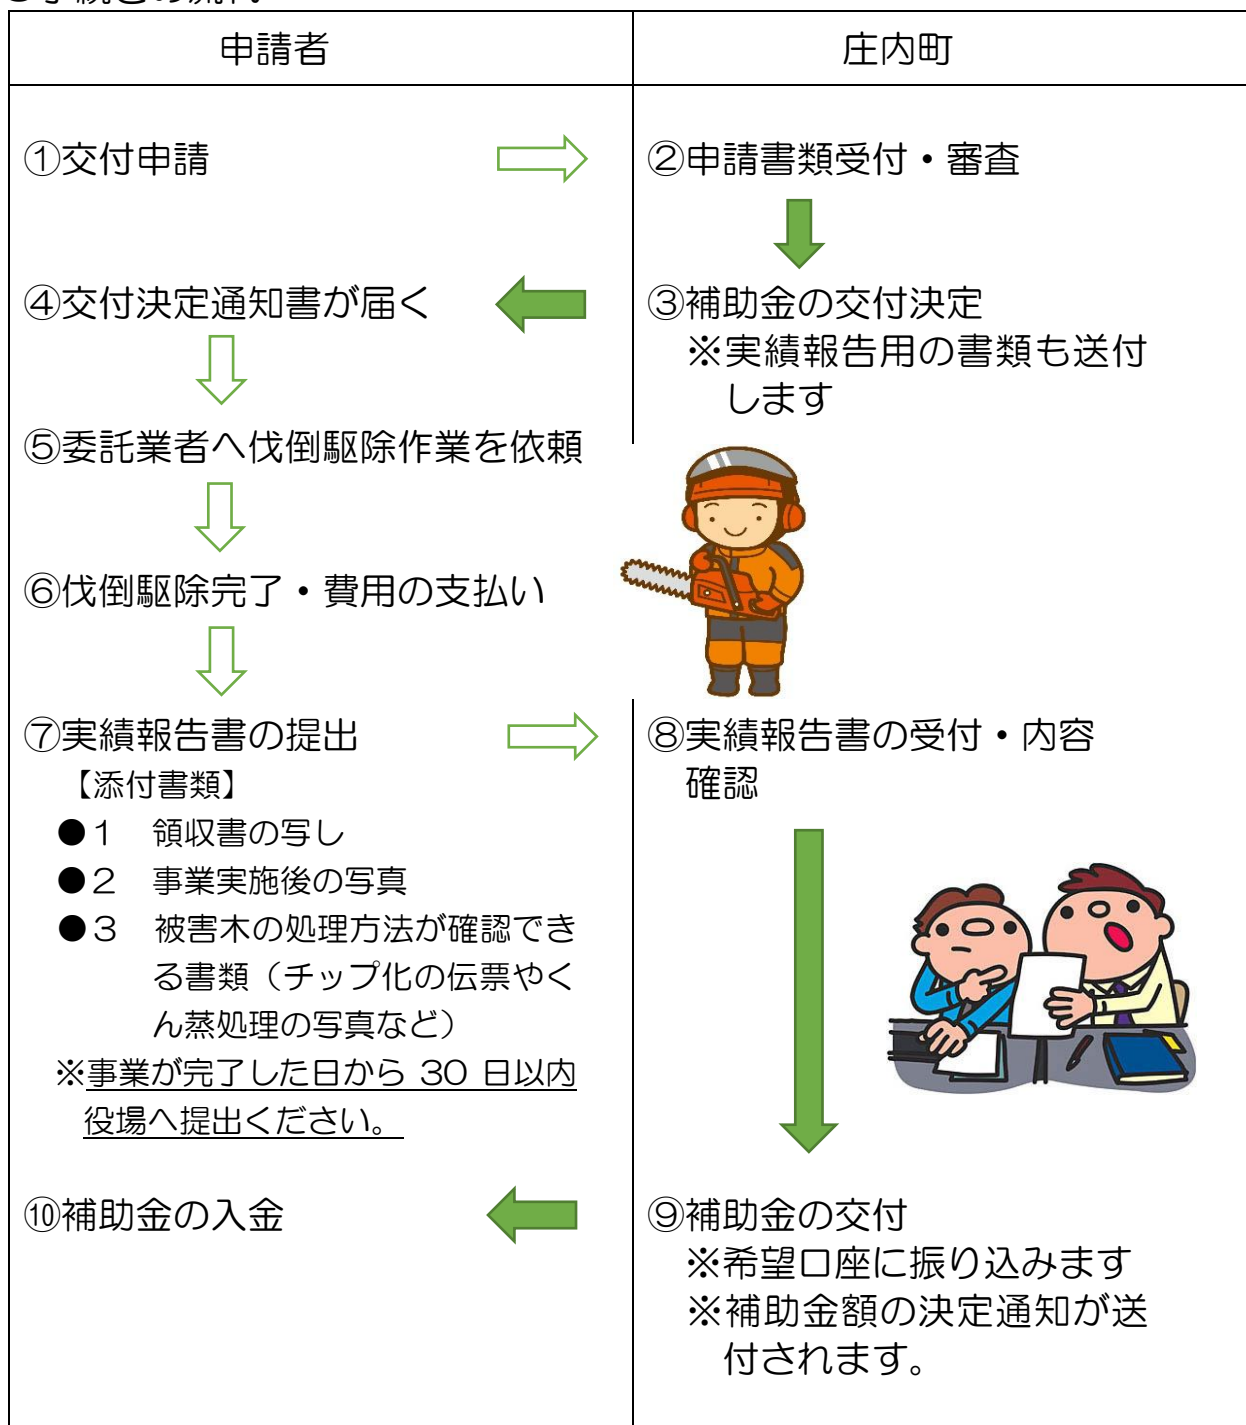 申請者
庄内町
①交付申請
②申請書類受付・審査
④交付決定通知書が届く
③補助金の交付決定
※実績報告用の書類も送付
します
⑤委託業者へ伐倒駆除作業を依頼
⑥伐倒駆除完了・費用の支払い
⑦実績報告書の提出
【添付書類】
●１　領収書の写し
●２　事業実施後の写真
●３　被害木の処理方法が確認でき
る書類（チップ化の伝票やく
ん蒸処理の写真など）
※事業が完了した日から 30 日以内
役場へ提出ください。
⑧実績報告書の受付・内容
確認
⑩補助金の入金
⑨補助金の交付
※希望口座に振り込みます
※補助金額の決定通知が送
付されます。